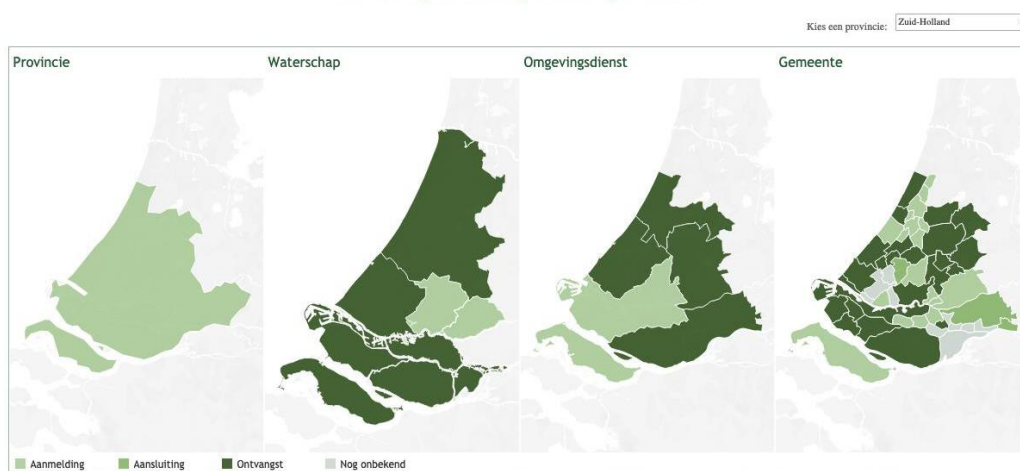 Kies een provincie: Zuid-Holland
Provincie
Waterschap
Omgevingsdienst
Gemeente
Aanmelding
Aansluiting
Ontvangst
Nog onbekend